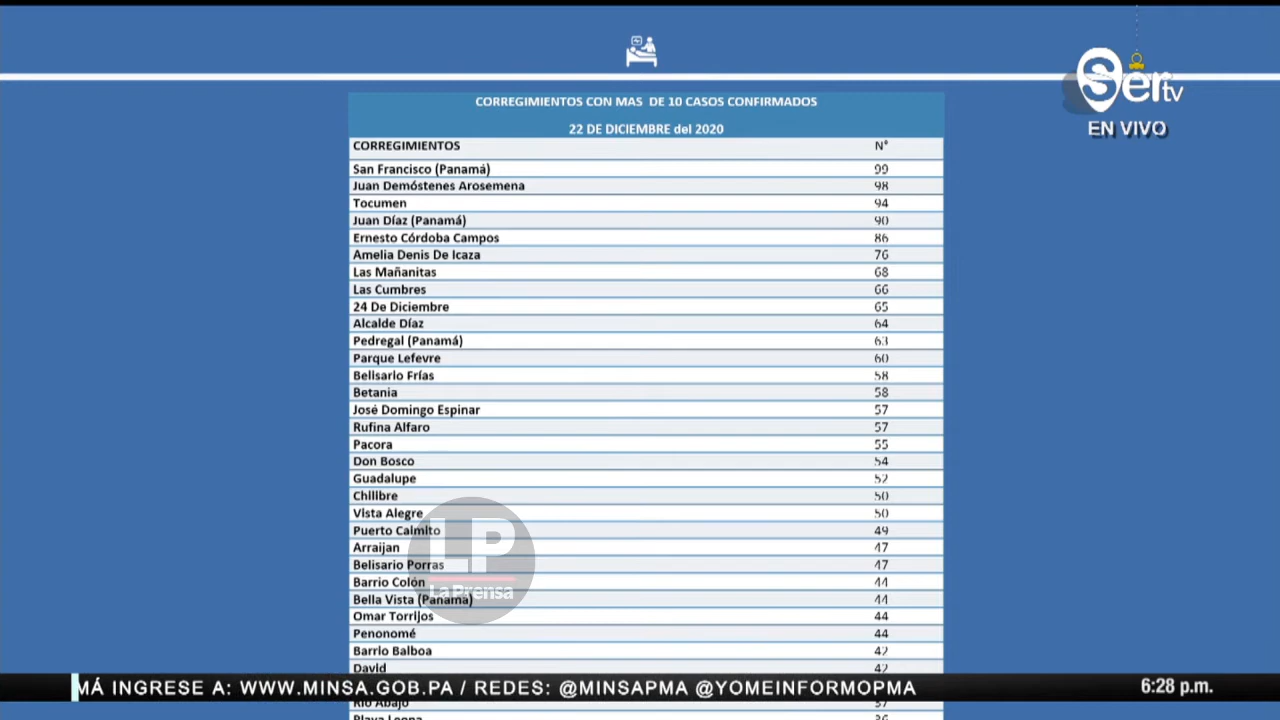 Ser tv
EN VIVO
CORREGIMIENTOS CON MAS DE 10 CASOS CONFIRMADOS
22 DE DICIEMBRE del 2020
CORREGIMIENTOS N°
San Francisco (Panamá) 99
Juan Demóstenes Arosemena 98
Tocumen 94
Juan Díaz (Panamá) 90
Ernesto Córdoba Campos 86
Amelia Denis De Icaza 76
Las Mañanitas 68
Las Cumbres 66
24 De Diciembre 65
Alcalde Díaz 64
Pedregal (Panamá) 63
Parque Lefevre 60
Belisario Frías 58
Betania 58
José Domingo Espinar 57
Rufina Alfaro 57
Pacora 55
Don Bosco 54
Guadalupe 52
Chilibre 50
Vista Alegre 50
Puerto Caimito 49
Arraijan 47
Belisario Porras 47
Barrio Colón 44
Bella Vista (Panamá) 44
Omar Torrijos 44
Penonomé 44
Barrio Balboa 42
David 42
LP
La Prensa
MÁ INGRESE A: WWW.MINSA.GOB.PA / REDES: @MINSAPMA @YOMEINFORMOPMA 6:28 p.m.
Río Abajo 37
Playa Leona 36